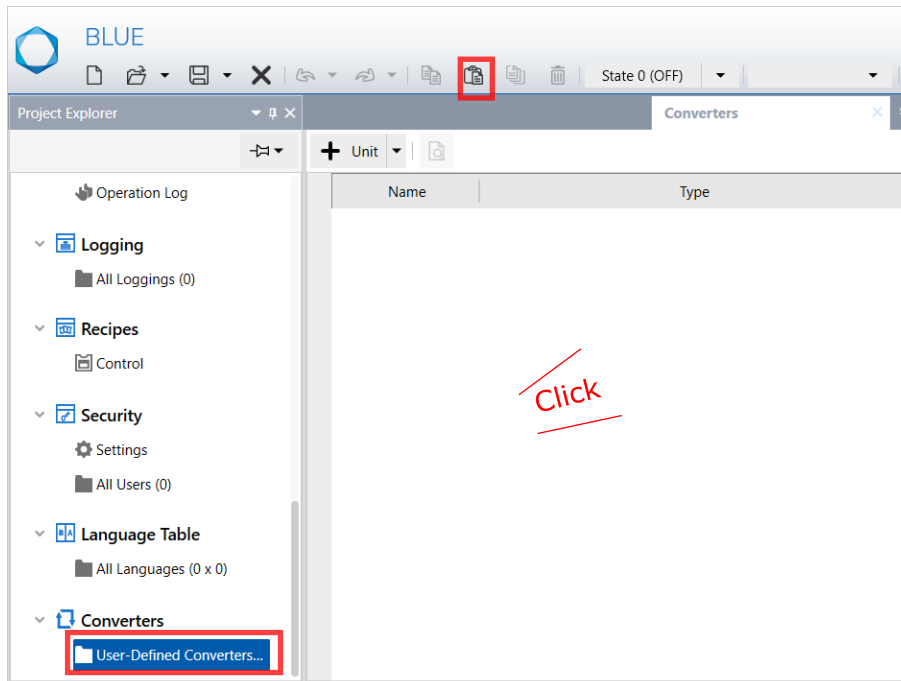 BLUE
State 0 (OFF)
Project Explorer
Converters
Unit
Name Type
Operation Log
Logging
All Loggings (0)
Recipes
Control
Click
Security
Settings
All Users (0)
Language Table
All Languages (0 x 0)
Converters
User-Defined Converters...